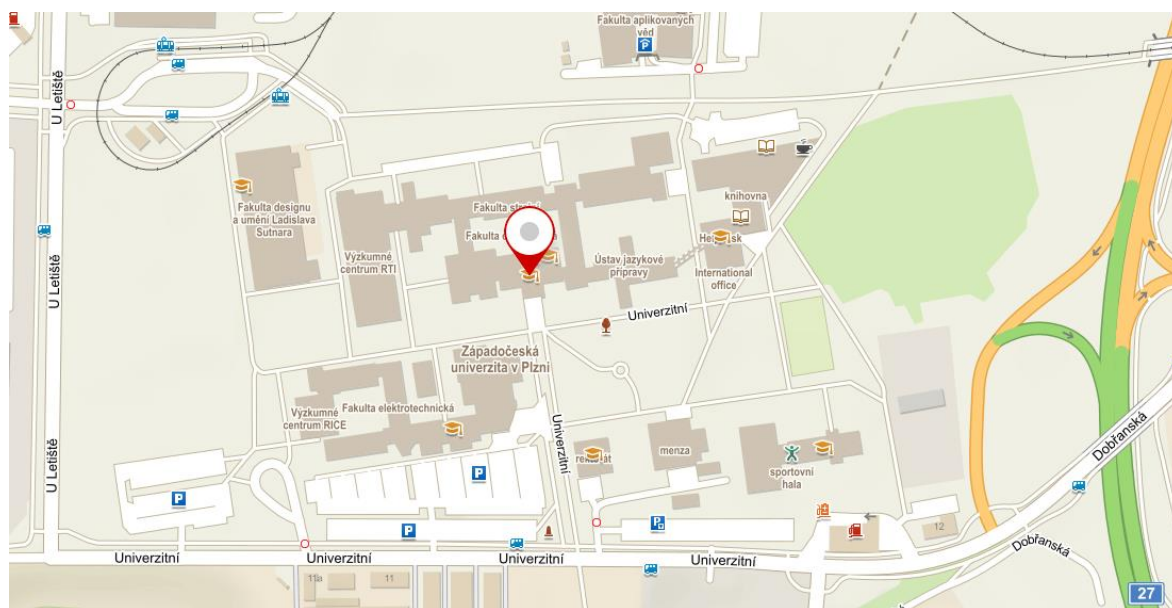 Fakulta aplikovaných
věd
P
U Letiště
knihovna
Fakulta designu
a umění Ladislava
Sutnara
Fakulta
Fakulta
Výzkumné
centrum RTI
Ústav jazykové
přípravy
International
office
U Letiště
Univerzitní
Západočeská
univerzita v Plzni
Výzkumné
centrum RICE
Fakulta elektrotechnická
Univerzitní
menza
sportovní
hala
Dobřanská
U Letiště
P
P
P
P
12
Dobřanská
Univerzitní
Univerzitní
Univerzitní
Univerzitní
11a
11
27